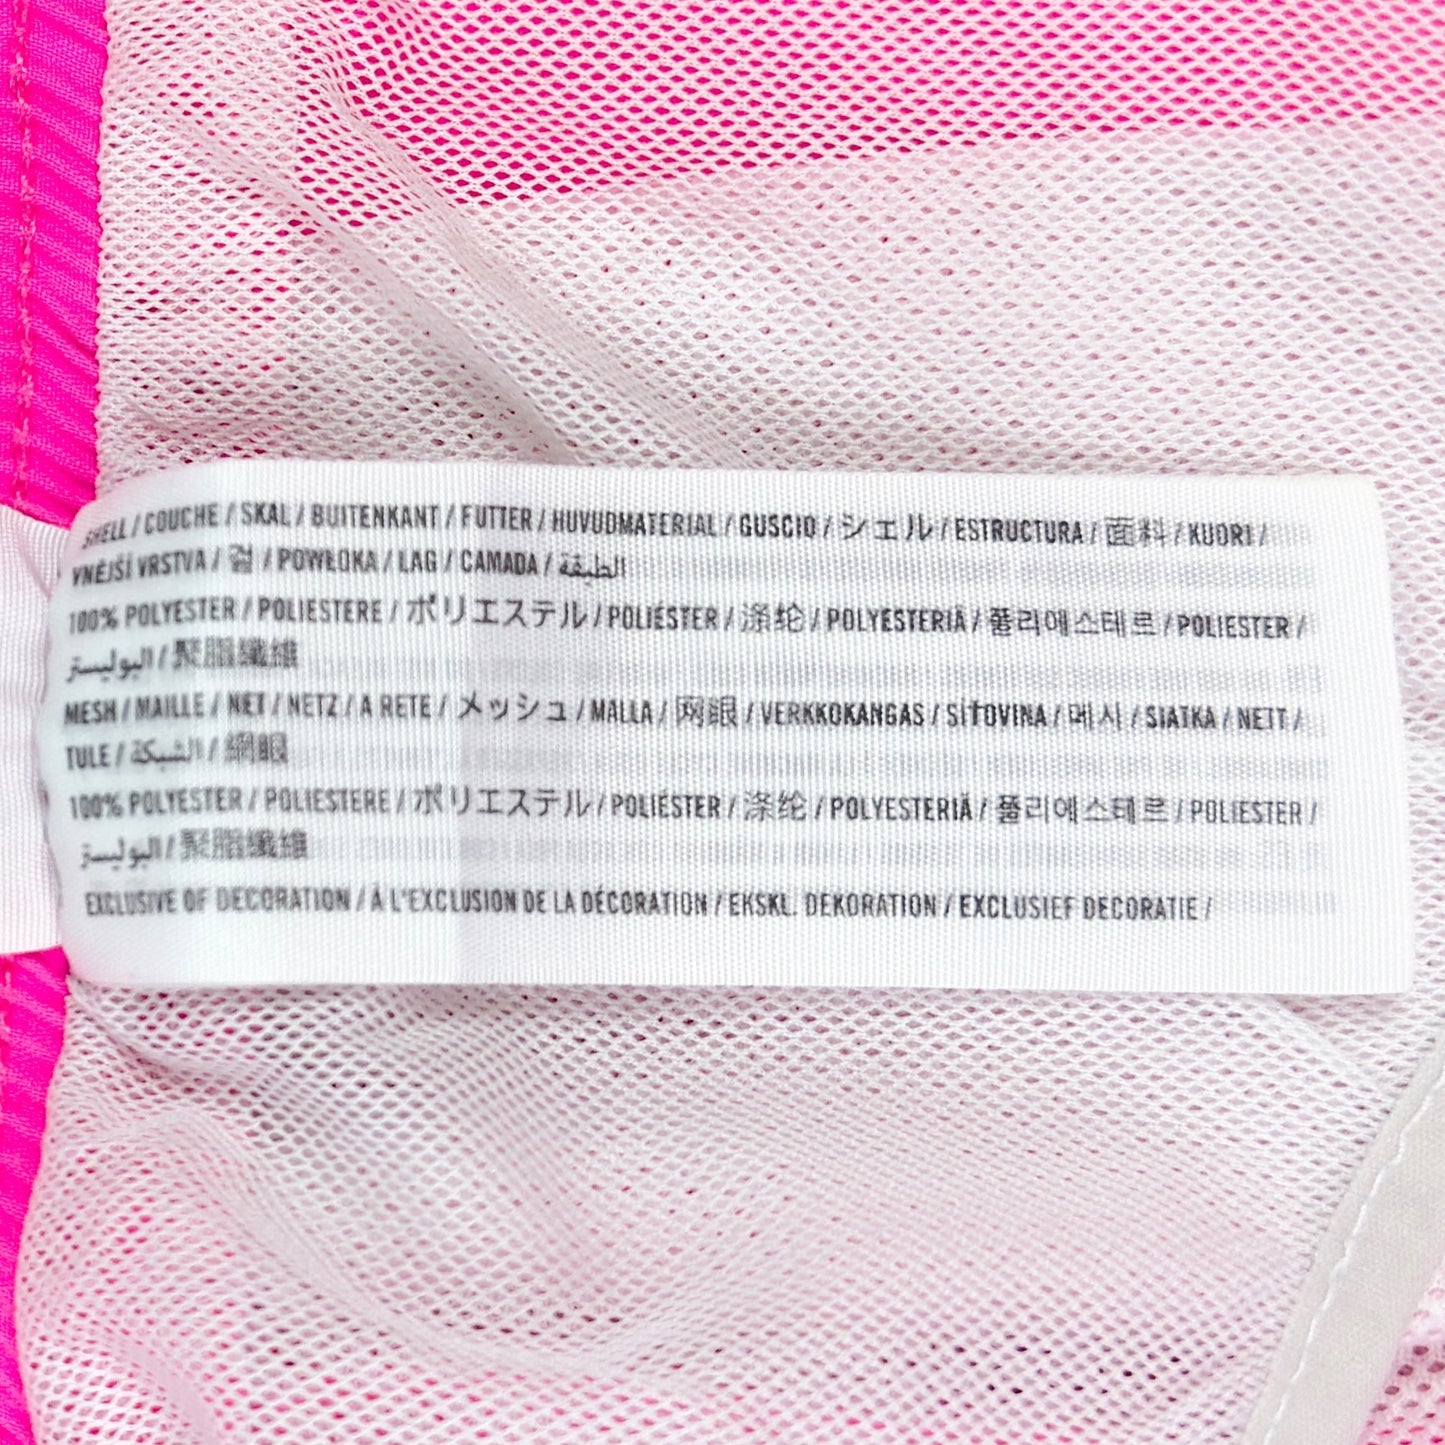 SHELL / COUCHE / SKAL / BUITENKANT / FUTTER / HUVUDMATERIAL / GUSCIO / シェル / ESTRUCTURA / 面料 / KUORI /
VNĚJŠÍ VRSTVA / 겉 / POWŁOKA / LAG / CAMADA / الطبقة
100% POLYESTER / POLIESTERE / ポリエステル / POLIÉSTER / 涤纶 / POLYESTERIÄ / 폴리에스테르 / POLIESTER /
البوليستر / 聚脂纖維
MESH / MAILLE / NET / NETZ / A RETE / メッシュ / MALLA / 网眼 / VERKKOKANGAS / SÍŤOVINA / 메시 / SIATKA / NETT /
TULE / الشبكة / 網眼
100% POLYESTER / POLIESTERE / ポリエステル / POLIÉSTER / 涤纶 / POLYESTERIÄ / 폴리에스테르 / POLIESTER /
البوليستر / 聚脂纖維
EXCLUSIVE OF DECORATION / À L'EXCLUSION DE LA DÉCORATION / EKSKL. DEKORATION / EXCLUSIEF DECORATIE /